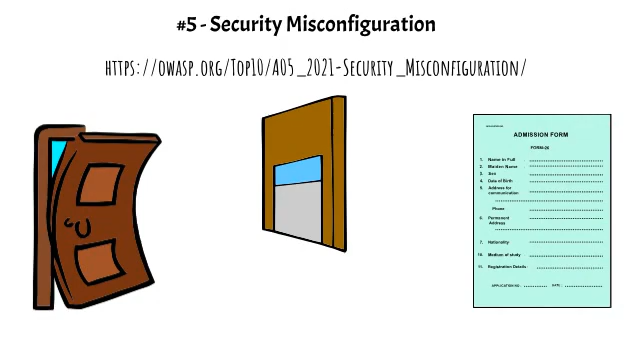 #5 - Security Misconfiguration
https://owasp.org/Top10/A05_2021-Security_Misconfiguration/
ADMISSION FORM
FORM-26
1. Name in Full
2. Maiden Name
3. Sex
4. Date of Birth
5. Address for
communication
Phone
6. Permanent
Address
7. Nationality
10. Medium of study
11. Registration Details :
APPLICATION NO : DATE :